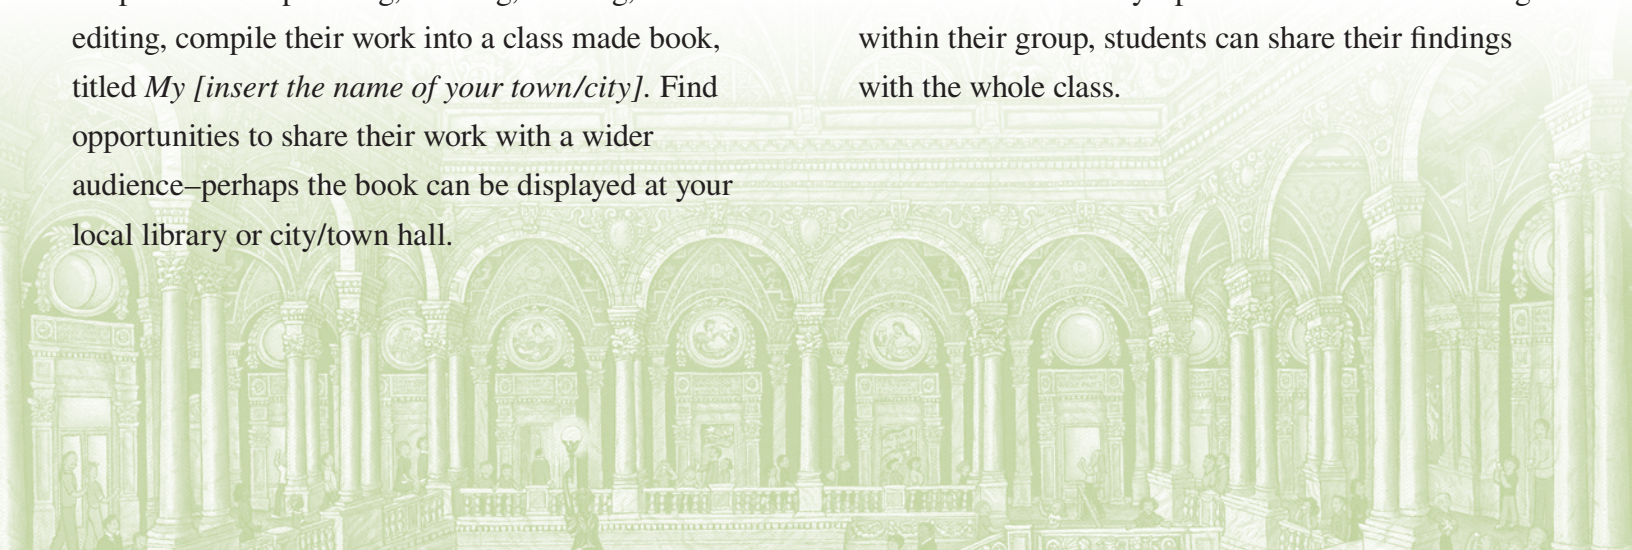 editing, compile their work into a class made book,
titled My [insert the name of your town/city]. Find
opportunities to share their work with a wider
audience–perhaps the book can be displayed at your
local library or city/town hall.
within their group, students can share their findings
with the whole class.